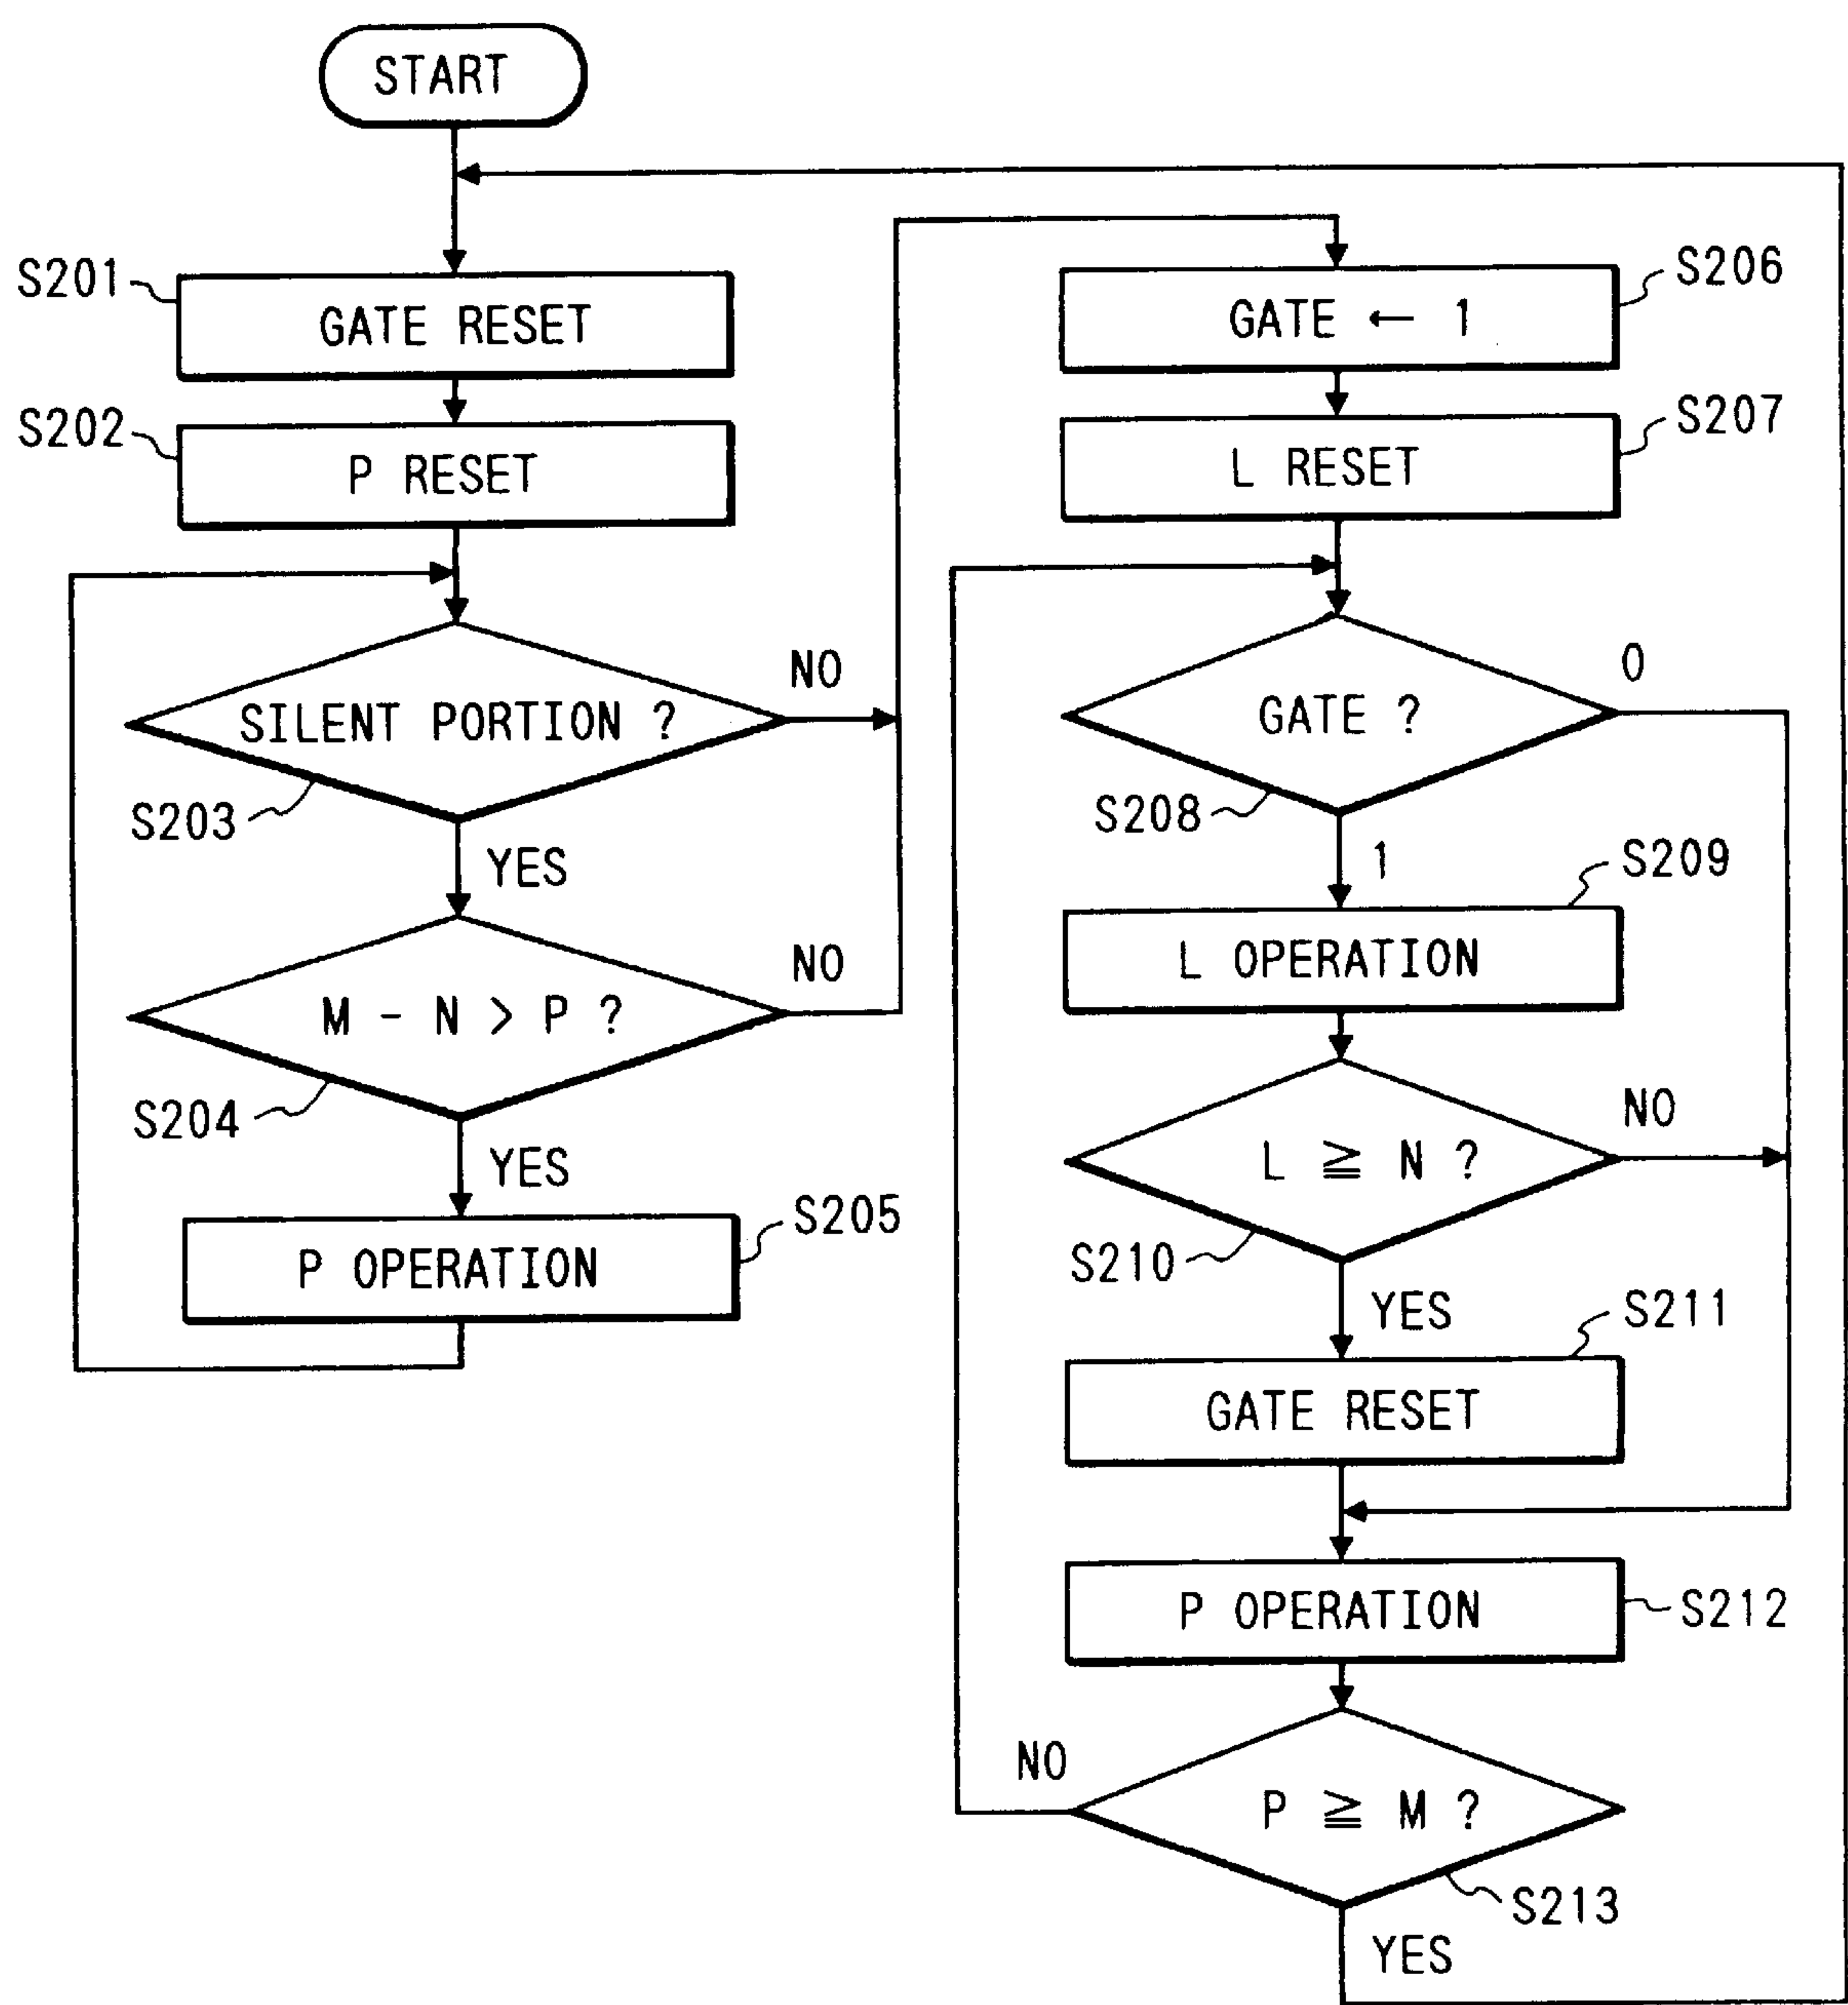 START
S201
GATE RESET
S202
P RESET
SILENT PORTION ?
NO
S203
YES
M - N > P ?
NO
S204
YES
S205
P OPERATION
S206
GATE ← 1
S207
L RESET
GATE ?
0
S208
1
S209
L OPERATION
L ≧ N ?
NO
S210
YES
S211
GATE RESET
P OPERATION
S212
NO
P ≧ M ?
S213
YES